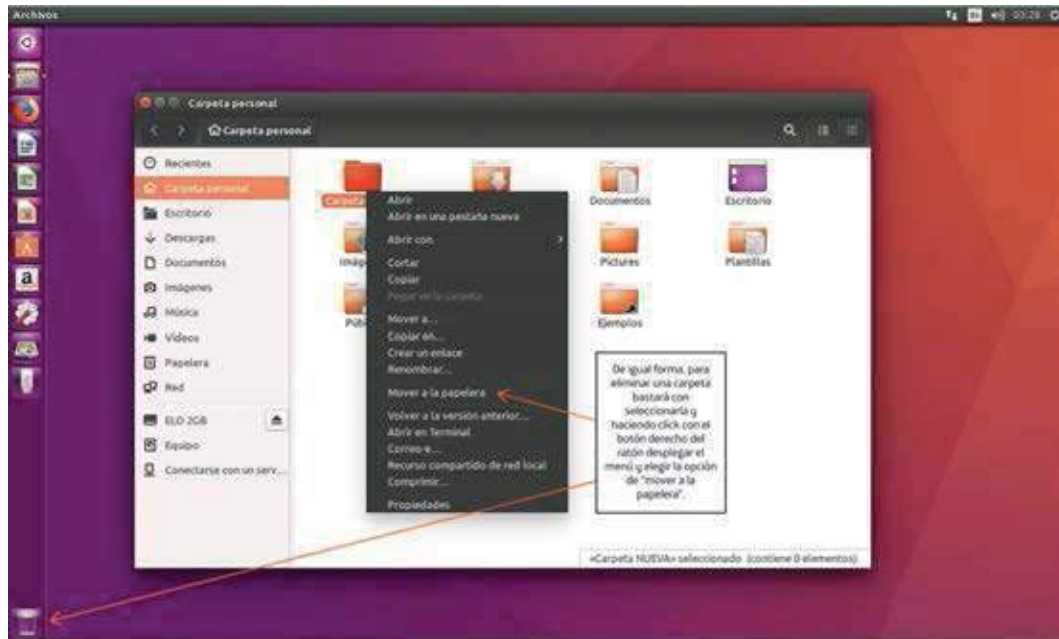 Archivos
Es
03:28
Carpeta personal
Carpeta personal
Recientes
Carpeta personal
Escritorio
Descargas
Documentos
Imágenes
Música
Vídeos
Papelera
Red
ELO 2GB
Equipo
Conectarse con un serv...
Documentos
Escritorio
Pictures
Plantillas
Ejemplos
Abrir
Abrir en una pestaña nueva
Abrir con
Cortar
Copiar
Pegar en la carpeta
Mover a...
Copiar en...
Crear un enlace
Renombrar...
Mover a la papelera
Volver a la versión anterior...
Abrir en Terminal
Correo-e...
Recurso compartido de red local
Comprimir...
Propiedades
De igual forma, para
eliminar una carpeta
bastará con
seleccionarla y
haciendo click con el
botón derecho del
ratón desplegar el
menú y elegir la opción
de "mover a la
papelera".
«Carpeta NUEVA» seleccionado (contiene 0 elementos)